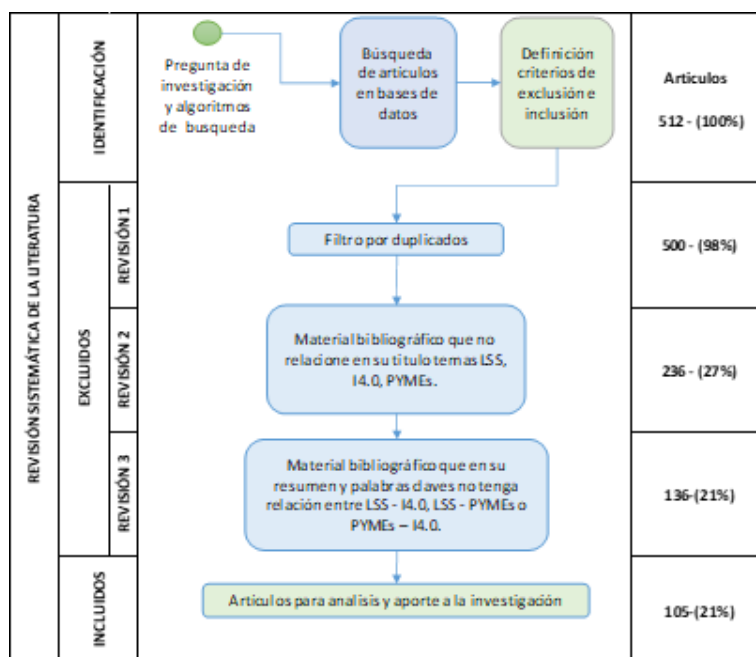 REVISIÓN SISTEMÁTICA DE LA LITERATURA
IDENTIFICACIÓN
Pregunta de
investigación
y algoritmos
de busqueda
Búsqueda
de artículos
en bases de
datos
Definición
criterios de
exclusión e
inclusión
Articulos
512 - (100%)
EXCLUIDOS
REVISIÓN 1
Filtro por duplicados
500 - (98%)
REVISIÓN 2
Material bibliográfico que no
relacione en su titulo temas LSS,
I4.0, PYMEs.
236 - (27%)
REVISIÓN 3
Material bibliográfico que en su
resumen y palabras claves no tenga
relación entre LSS - I4.0, LSS - PYMEs o
PYMEs – I4.0.
136-(21%)
INCLUIDOS
Artículos para analisis y aporte a la investigación
105-(21%)